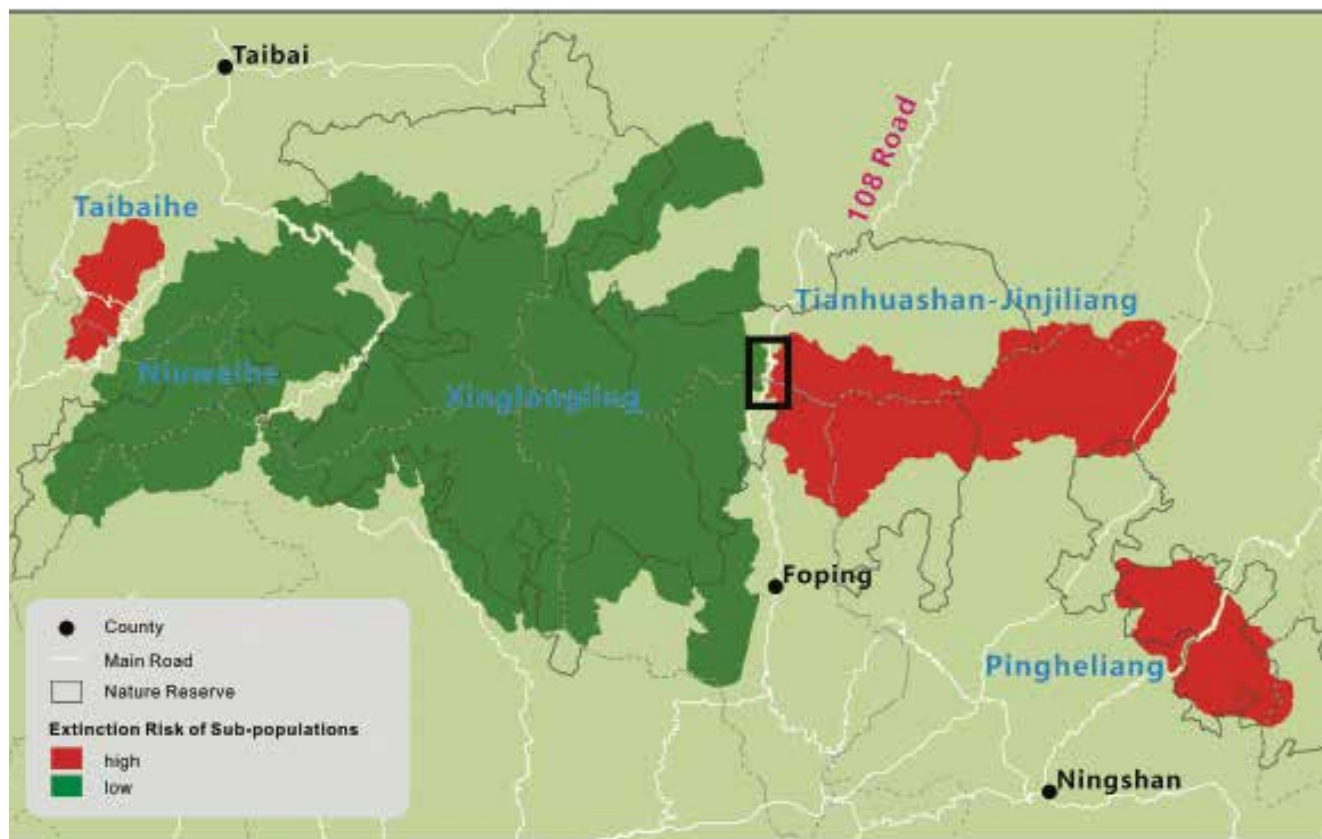 Taibai
108 Road
Taibaihe
Tianhuashan-Jinjiliang
Niuweihe
Xinglongling
Foping
Pingheliang
Ningshan
County
Main Road
Nature Reserve
Extinction Risk of Sub-populations
high
low